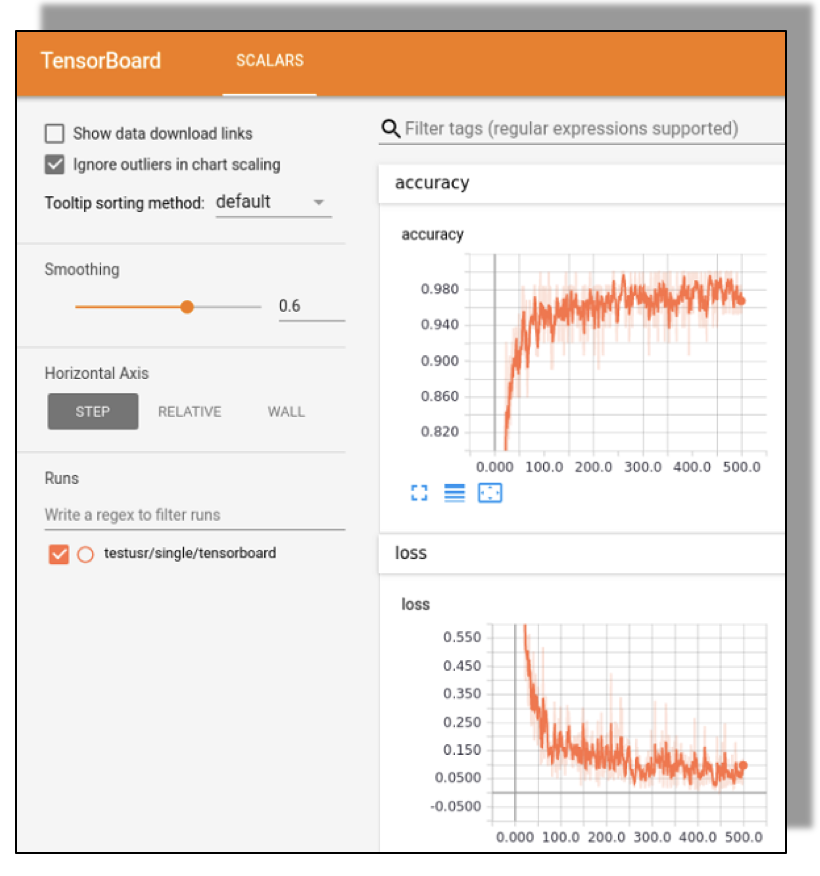 TensorBoard SCALARS
Show data download links
Ignore outliers in chart scaling
Tooltip sorting method: default
Smoothing
0.6
Horizontal Axis
STEP RELATIVE WALL
Runs
Write a regex to filter runs
testusr/single/tensorboard
Filter tags (regular expressions supported)
accuracy
accuracy
0.980
0.940
0.900
0.860
0.820
0.000 100.0 200.0 300.0 400.0 500.0
loss
loss
0.550
0.450
0.350
0.250
0.150
0.0500
-0.0500
0.000 100.0 200.0 300.0 400.0 500.0